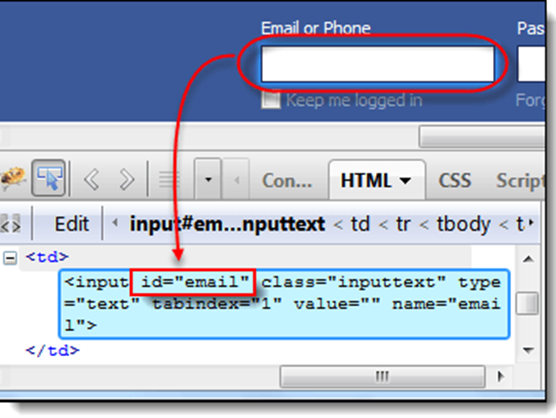 Email or Phone
Pas
Keep me logged in
Forg
Con...
HTML
CSS
Script
Edit
input#em...nputtext < td < tr < tbody < t
<td>
<input id="email" class="inputtext" type
="text" tabindex="1" value="" name="emai
l">
</td>